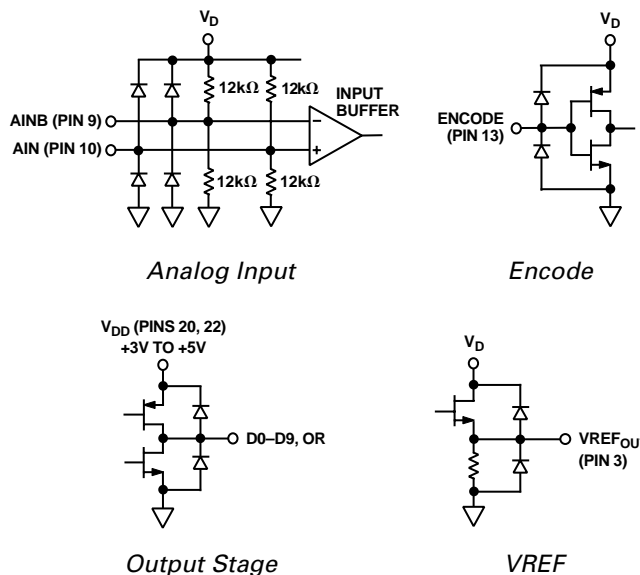 V_D
12kΩ 12kΩ
INPUT
BUFFER
AINB (PIN 9)
−
AIN (PIN 10)
+
12kΩ 12kΩ
Analog Input
V_D
ENCODE
(PIN 13)
Encode
V_DD (PINS 20, 22)
+3V TO +5V
D0–D9, OR
Output Stage
V_D
VREF_OU
(PIN 3)
VREF